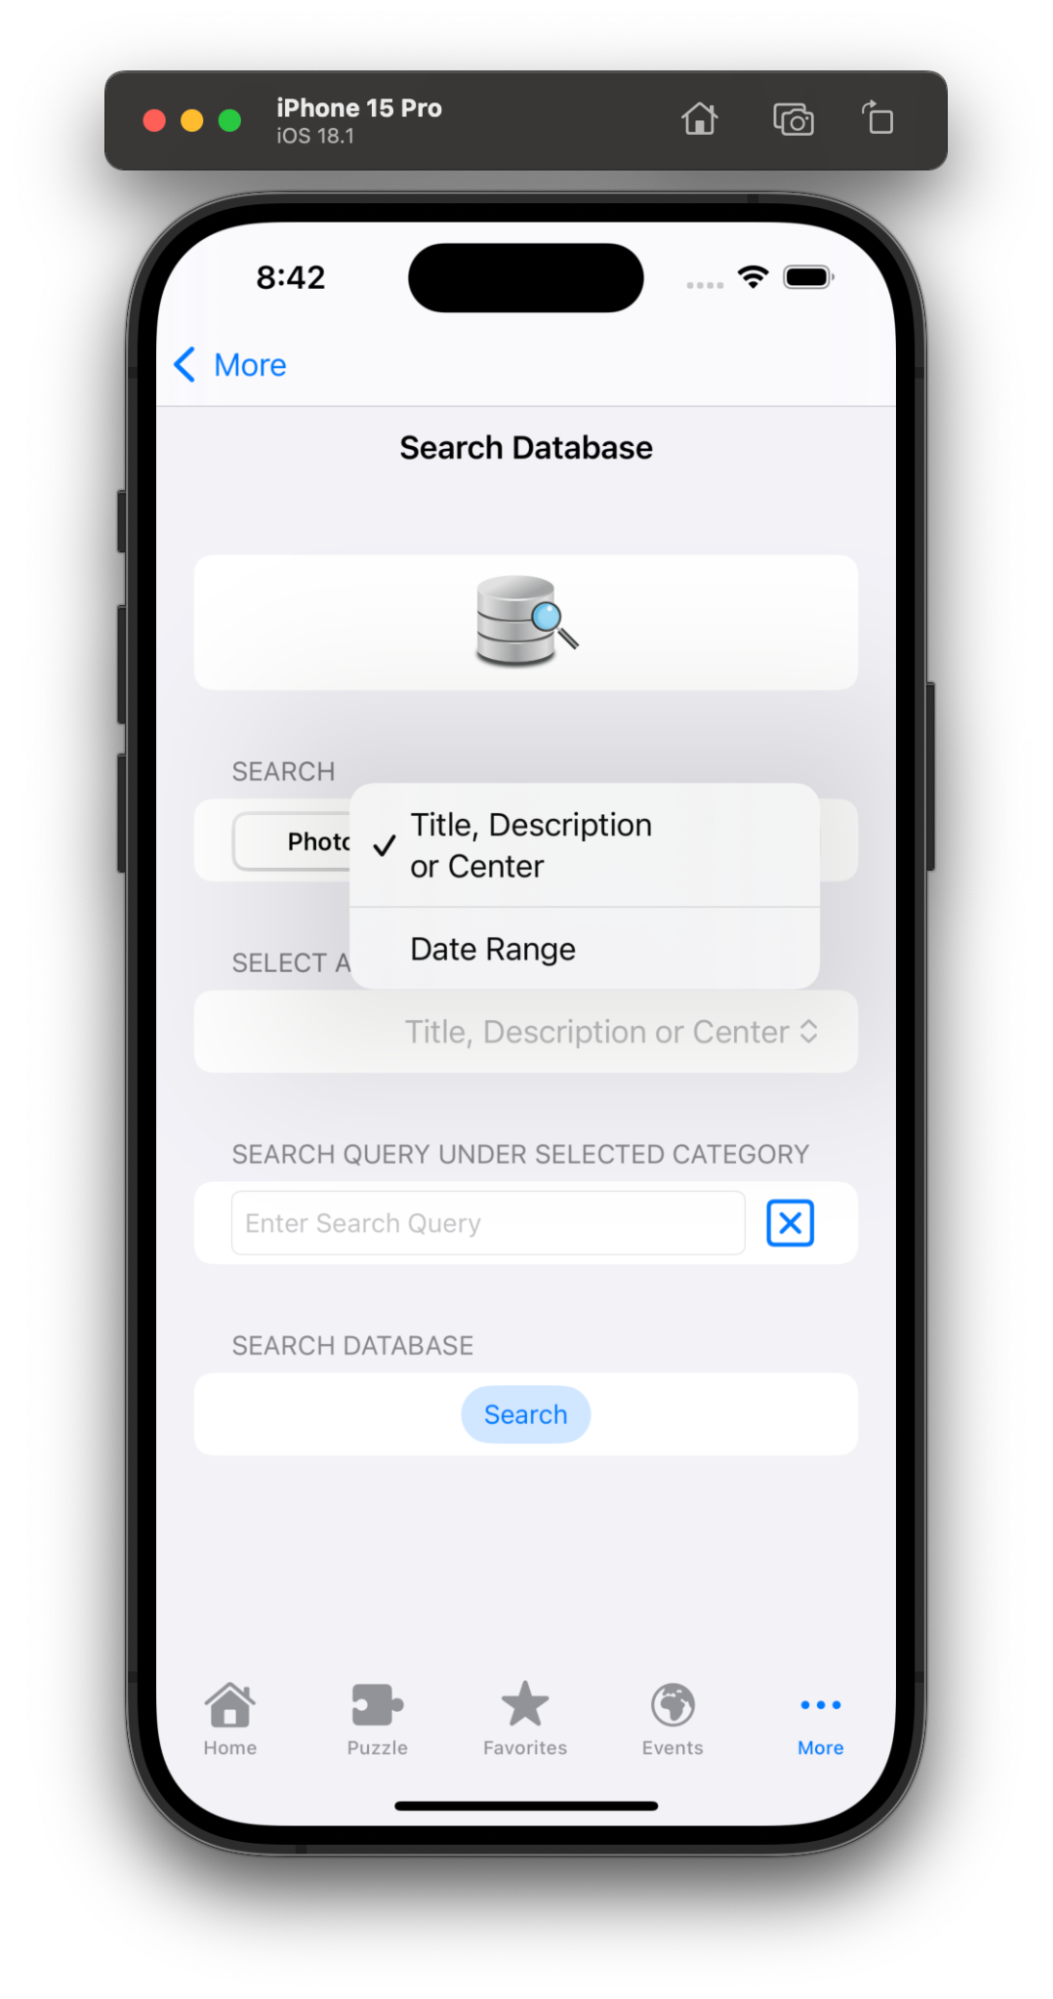 iPhone 15 Pro
iOS 18.1
8:42
More
Search Database
SEARCH
Title, Description
or Center
Date Range
SELECT A
Title, Description or Center
SEARCH QUERY UNDER SELECTED CATEGORY
Enter Search Query
SEARCH DATABASE
Search
Home
Puzzle
Favorites
Events
More